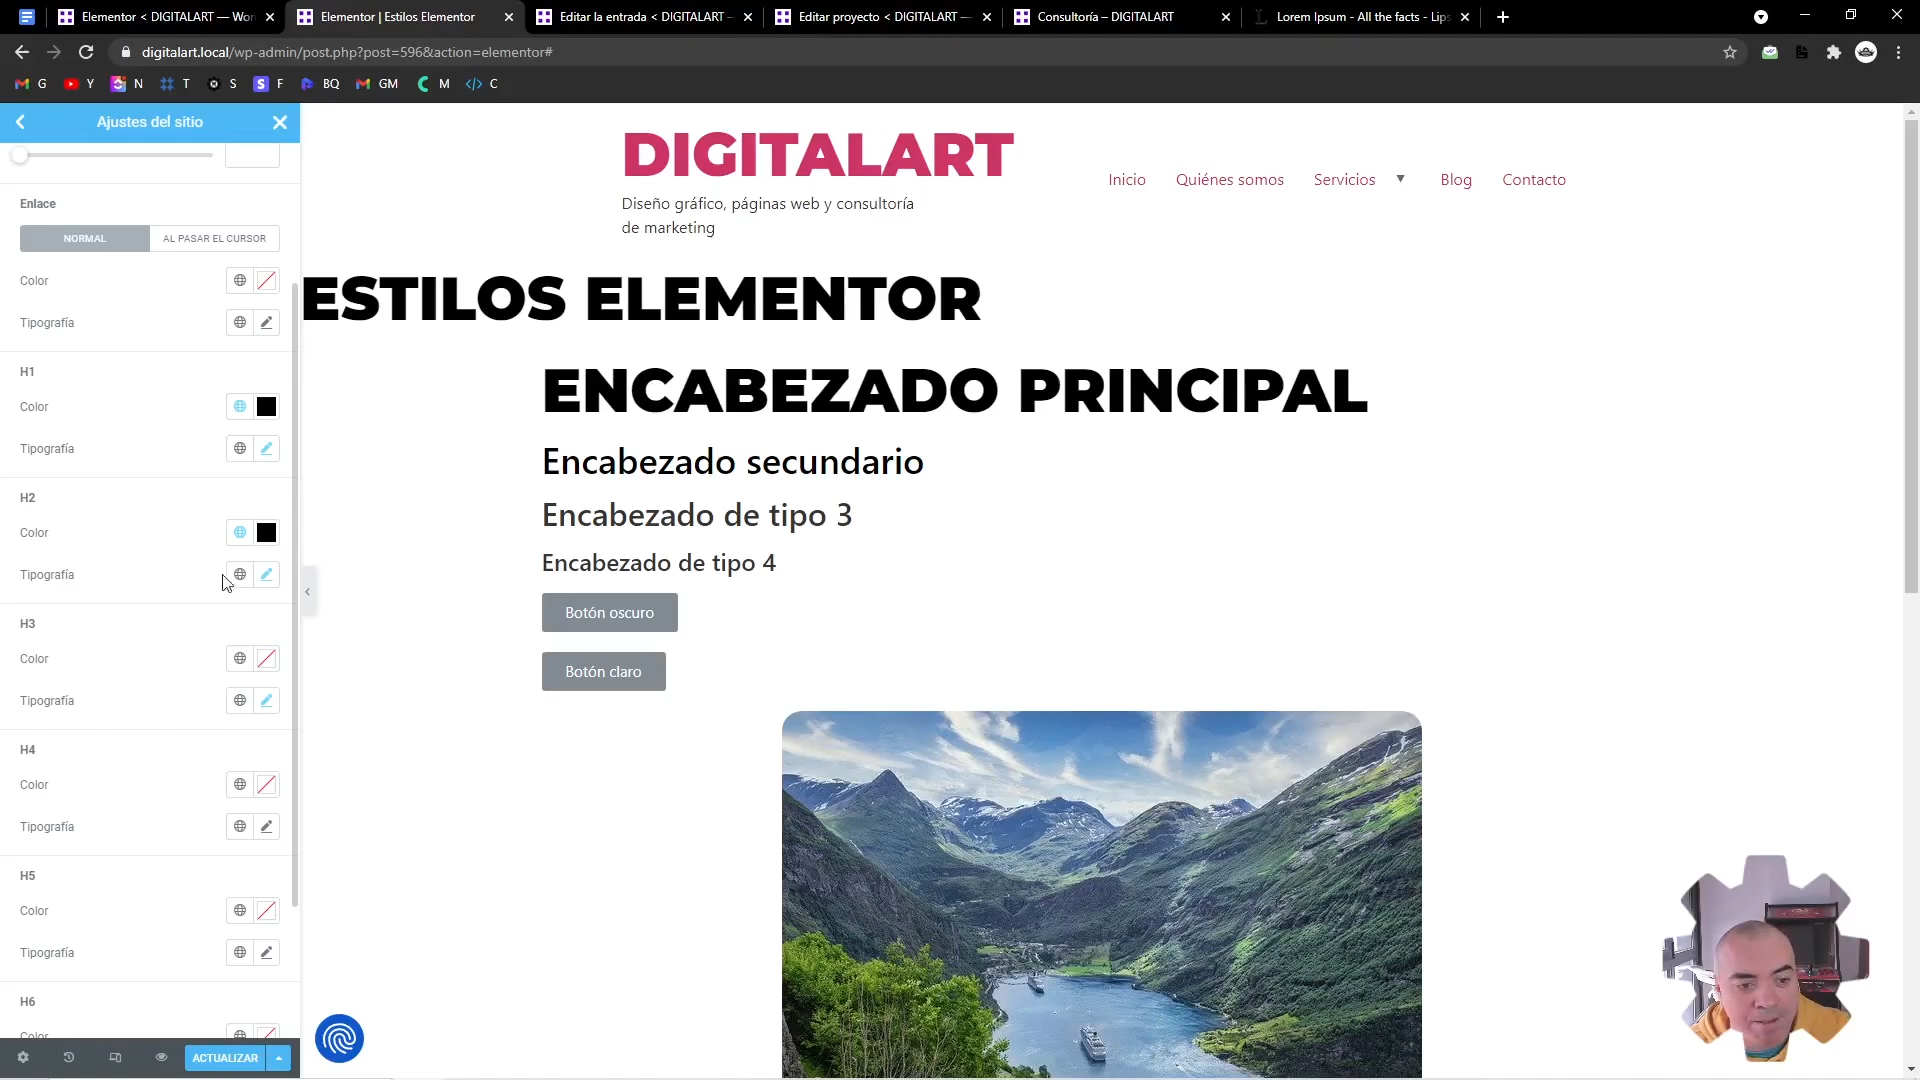 Elementor < DIGITALART — Wor
Elementor | Estilos Elementor
Editar la entrada < DIGITALART —
Editar proyecto < DIGITALART —
Consultoría – DIGITALART
Lorem Ipsum - All the facts - Lips
digitalart.local/wp-admin/post.php?post=596&action=elementor#
G Y N T S F BQ GM M C
Ajustes del sitio
Enlace
NORMAL
AL PASAR EL CURSOR
Color
Tipografía
H1
Color
Tipografía
H2
Color
Tipografía
H3
Color
Tipografía
H4
Color
Tipografía
H5
Color
Tipografía
H6
Color
ACTUALIZAR
DIGITALART
Diseño gráfico, páginas web y consultoría
de marketing
Inicio
Quiénes somos
Servicios
Blog
Contacto
ESTILOS ELEMENTOR
ENCABEZADO PRINCIPAL
Encabezado secundario
Encabezado de tipo 3
Encabezado de tipo 4
Botón oscuro
Botón claro